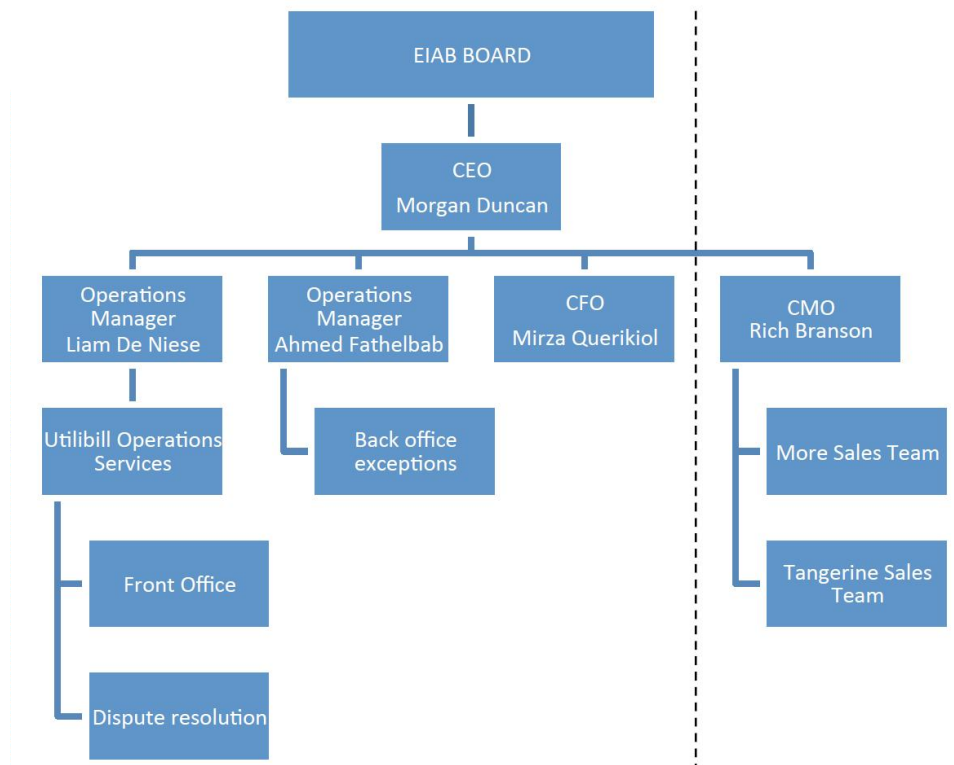 EIAB BOARD
CEO
Morgan Duncan
Operations
Manager
Liam De Niese
Operations
Manager
Ahmed Fathelbab
CFO
Mirza Querikiol
CMO
Rich Branson
Utilibill Operations
Services
Back office
exceptions
More Sales Team
Front Office
Tangerine Sales
Team
Dispute resolution